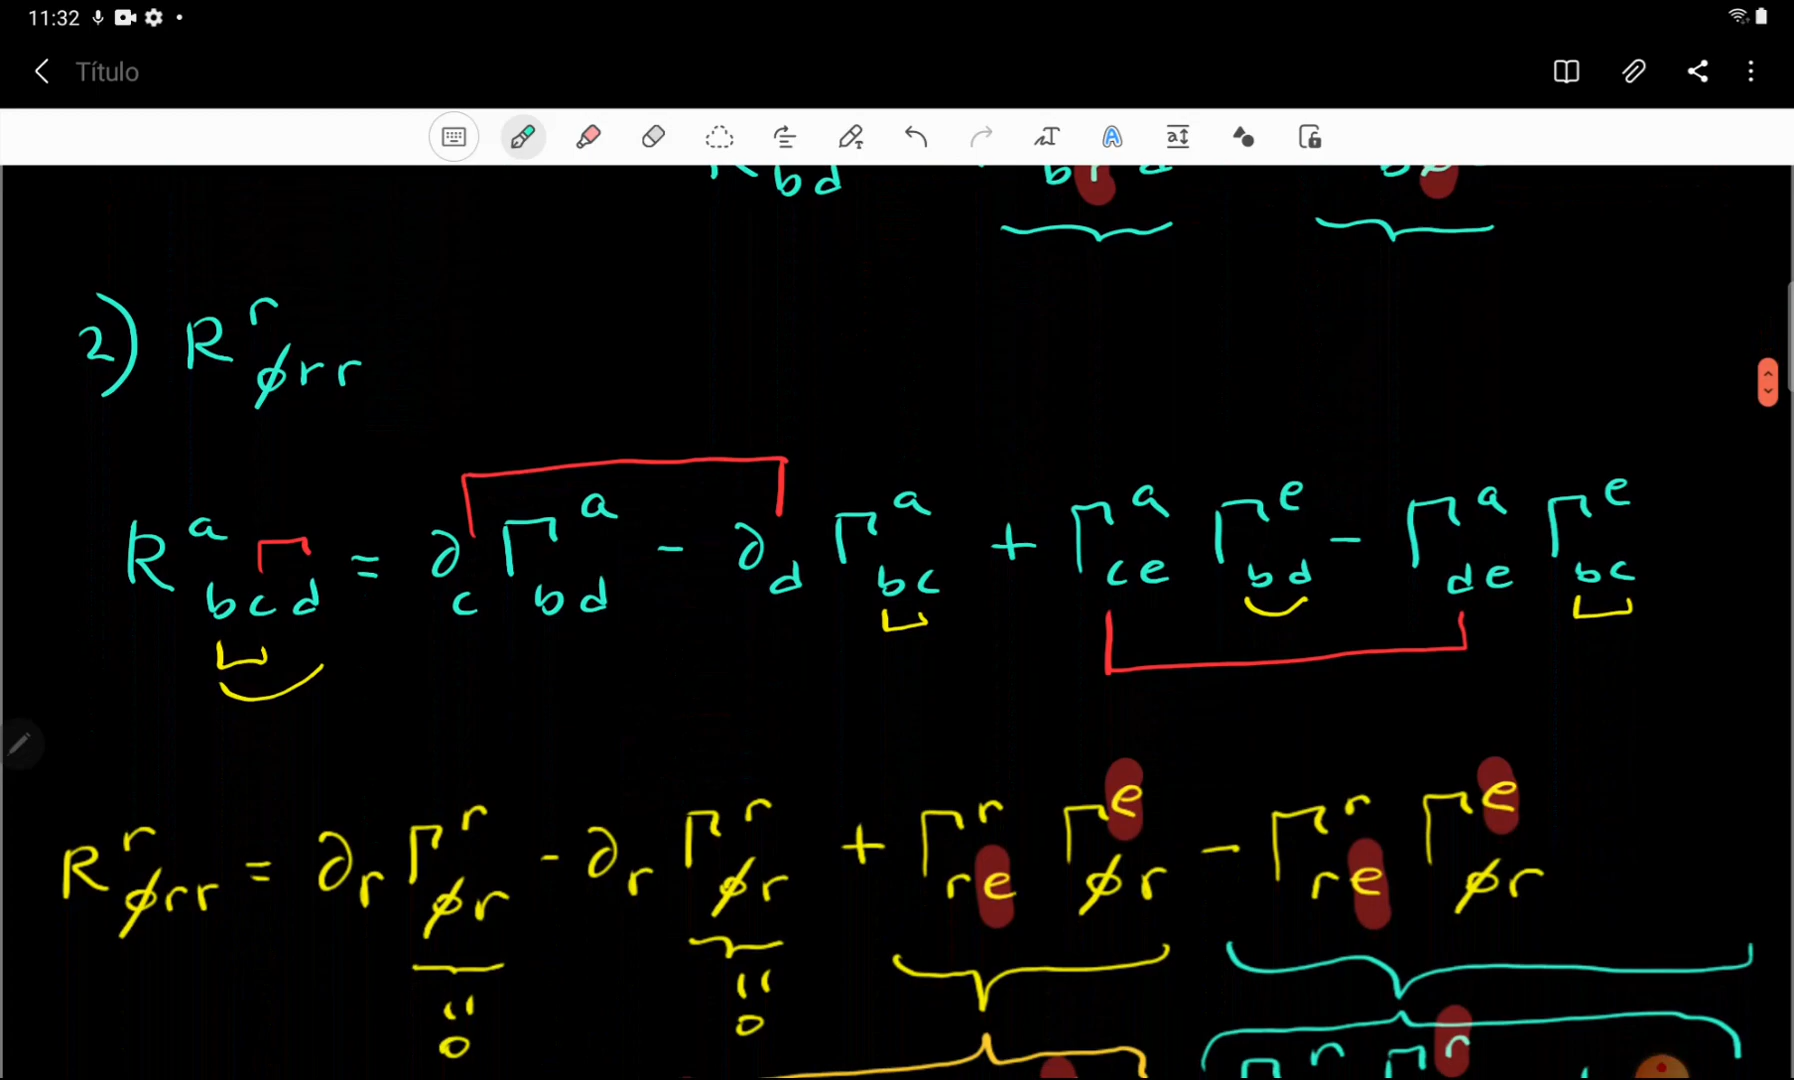 11:32
Título
R bd
2) R^r_ϕrr
R^a_bcd = ∂_c Γ^a_bd - ∂_d Γ^a_bc + Γ^a_ce Γ^e_bd - Γ^a_de Γ^e_bc
R^r_ϕrr = ∂_r Γ^r_ϕr - ∂_r Γ^r_ϕr + Γ^r_re Γ^e_ϕr - Γ^r_re Γ^e_ϕr
= 0 = 0
Γ^r Γ^r